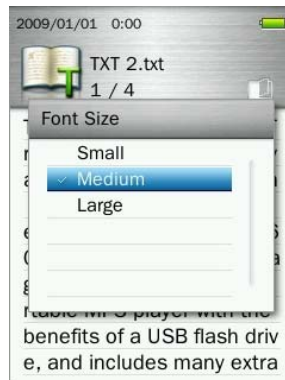 2009/01/01 0:00
TXT 2.txt
1 / 4
Font Size
Small
Medium
Large
rtable MP3 player with the
benefits of a USB flash driv
e, and includes many extra